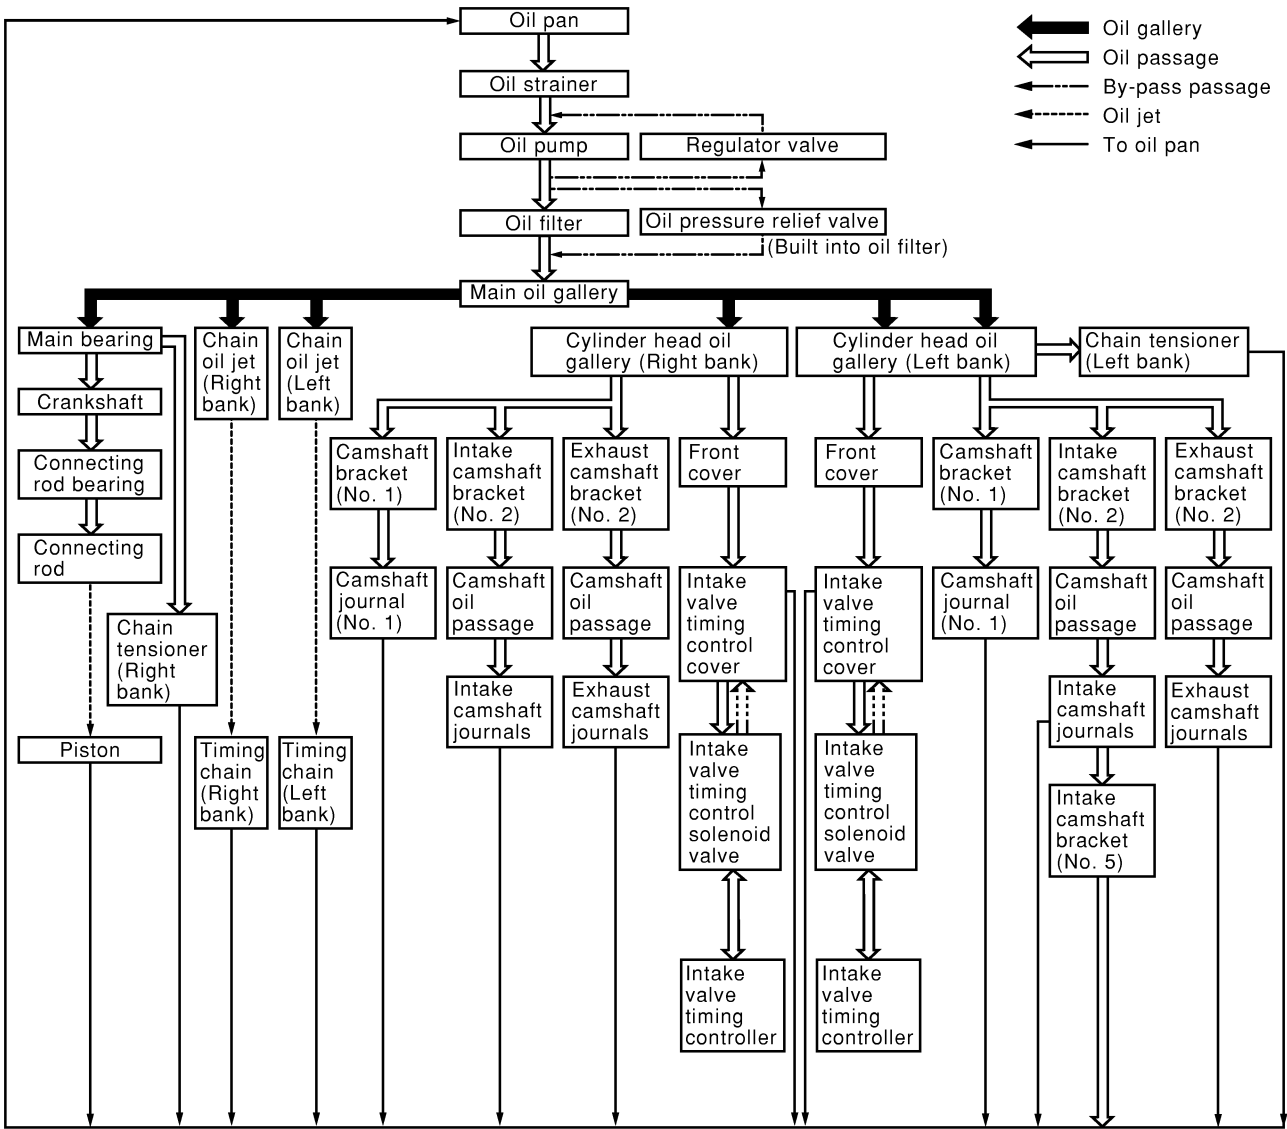 Oil pan
Oil gallery
Oil passage
By-pass passage
Oil jet
To oil pan
Oil strainer
Oil pump
Regulator valve
Oil filter
Oil pressure relief valve
(Built into oil filter)
Main oil gallery
Main bearing
Crankshaft
Connecting
rod bearing
Connecting
rod
Piston
Chain
tensioner
(Right
bank)
Chain
oil jet
(Right
bank)
Timing
chain
(Right
bank)
Chain
oil jet
(Left
bank)
Timing
chain
(Left
bank)
Cylinder head oil
gallery (Right bank)
Camshaft
bracket
(No. 1)
Camshaft
journal
(No. 1)
Intake
camshaft
bracket
(No. 2)
Camshaft
oil
passage
Intake
camshaft
journals
Exhaust
camshaft
bracket
(No. 2)
Camshaft
oil
passage
Exhaust
camshaft
journals
Front
cover
Intake
valve
timing
control
cover
Intake
valve
timing
control
solenoid
valve
Intake
valve
timing
controller
Cylinder head oil
gallery (Left bank)
Chain tensioner
(Left bank)
Front
cover
Intake
valve
timing
control
cover
Intake
valve
timing
control
solenoid
valve
Intake
valve
timing
controller
Camshaft
bracket
(No. 1)
Camshaft
journal
(No. 1)
Intake
camshaft
bracket
(No. 2)
Camshaft
oil
passage
Intake
camshaft
journals
Intake
camshaft
bracket
(No. 5)
Exhaust
camshaft
bracket
(No. 2)
Camshaft
oil
passage
Exhaust
camshaft
journals